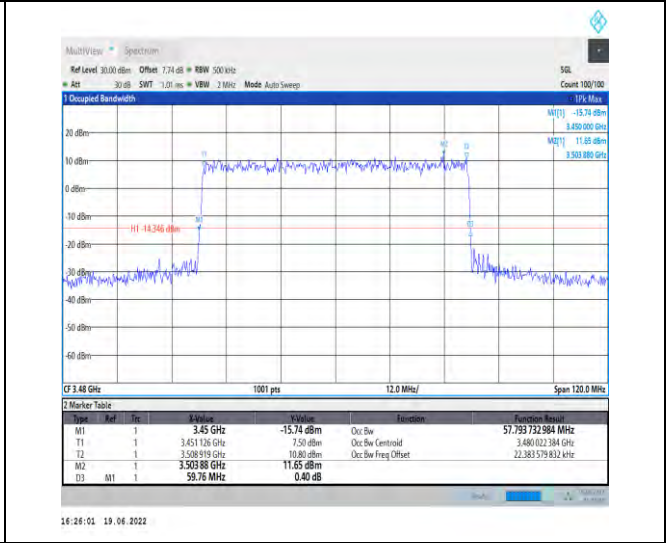 MultiView Spectrum
Ref Level 30.00 dBm Offset 7.74 dB RBW 500 kHz SGL
Att 30 dB SWT 1.01 ms VBW 2 MHz Mode Auto Sweep Count 100/100
1 Occupied Bandwidth 1Pk Max
M1[1] -15.74 dBm
3.450 000 GHz
M2[1] 11.65 dBm
3.503 880 GHz
20 dBm
M2
T1
10 dBm
0 dBm
-10 dBm
M1
H1 -14.346 dBm
D3
-20 dBm
-30 dBm
-40 dBm
-50 dBm
-60 dBm
CF 3.48 GHz 1001 pts 12.0 MHz/ Span 120.0 MHz
2 Marker Table
Type Ref Trc X-Value Y-Value Function Function Result
M1 1 3.45 GHz -15.74 dBm Occ Bw 57.793 732 984 MHz
T1 1 3.451 126 GHz 7.50 dBm Occ Bw Centroid 3.480 022 384 GHz
T2 1 3.508 919 GHz 10.80 dBm Occ Bw Freq Offset 22.383 579 832 kHz
M2 1 3.503 88 GHz 11.65 dBm
D3 M1 1 59.76 MHz 0.40 dB
Ready
16:26:01 19.06.2022